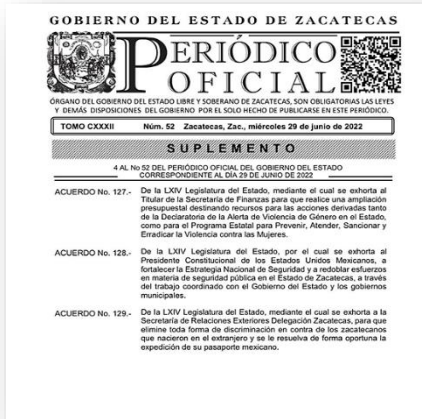 GOBIERNO DEL ESTADO DE ZACATECAS
PERIÓDICO
OFICIAL
ÓRGANO DEL GOBIERNO DEL ESTADO LIBRE Y SOBERANO DE ZACATECAS, SON OBLIGATORIAS LAS LEYES
Y DEMÁS DISPOSICIONES DEL GOBIERNO POR EL SOLO HECHO DE PUBLICARSE EN ESTE PERIÓDICO.
TOMO CXXXII Núm. 52 Zacatecas, Zac., miércoles 29 de junio de 2022
SUPLEMENTO
4 AL No 52 DEL PERIÓDICO OFICIAL DEL GOBIERNO DEL ESTADO
CORRESPONDIENTE AL DÍA 29 DE JUNIO DE 2022
ACUERDO No. 127.- De la LXIV Legislatura del Estado, mediante el cual se exhorta al
Titular de la Secretaría de Finanzas para que realice una ampliación
presupuestal destinando recursos para las acciones derivadas tanto
de la Declaratoria de la Alerta de Violencia de Género en el Estado,
como para el Programa Estatal para Prevenir, Atender, Sancionar y
Erradicar la Violencia contra las Mujeres.
ACUERDO No. 128.- De la LXIV Legislatura del Estado, por el cual se exhorta al
Presidente Constitucional de los Estados Unidos Mexicanos, a
fortalecer la Estrategia Nacional de Seguridad y a redoblar esfuerzos
en materia de seguridad pública en el Estado de Zacatecas, a través
del trabajo coordinado con el Gobierno del Estado y los gobiernos
municipales.
ACUERDO No. 129.- De la LXIV Legislatura del Estado, mediante el cual se exhorta a la
Secretaría de Relaciones Exteriores Delegación Zacatecas, para que
elimine toda forma de discriminación en contra de los zacatecanos
que nacieron en el extranjero y se le resuelva de forma oportuna la
expedición de su pasaporte mexicano.